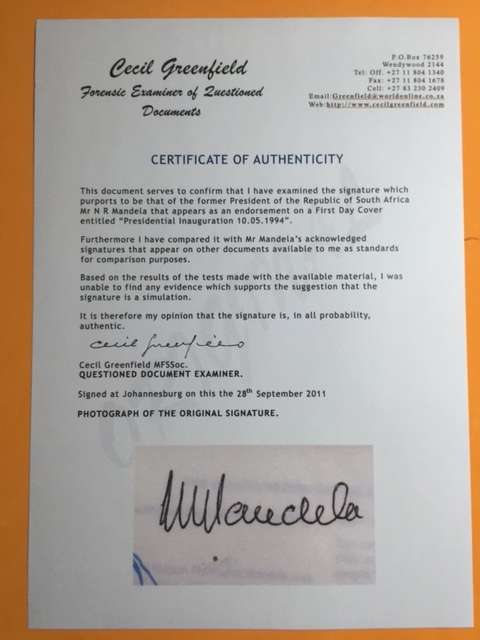 Cecil Greenfield
Forensic Examiner of Questioned
Documents
P.O.Box 76259
Wendywood 2144
Tel: Off. +27 11 804 1340
Fax: +27 11 804 1678
Cell: +27 83 230 2409
Email:Greenfield@worldonline.co.za
Web:http://www.cecilgreenfield.com
CERTIFICATE OF AUTHENTICITY
This document serves to confirm that I have examined the signature which
purports to be that of the former President of the Republic of South Africa
Mr N R Mandela that appears as an endorsement on a First Day Cover
entitled "Presidential Inauguration 10.05.1994".
Furthermore I have compared it with Mr Mandela's acknowledged
signatures that appear on other documents available to me as standards
for comparison purposes.
Based on the results of the tests made with the available material, I was
unable to find any evidence which supports the suggestion that the
signature is a simulation.
It is therefore my opinion that the signature is, in all probability,
authentic.
Cecil Greenfield
Cecil Greenfield MFSSoc.
QUESTIONED DOCUMENT EXAMINER.
Signed at Johannesburg on this the 28th September 2011
PHOTOGRAPH OF THE ORIGINAL SIGNATURE.
NMandela